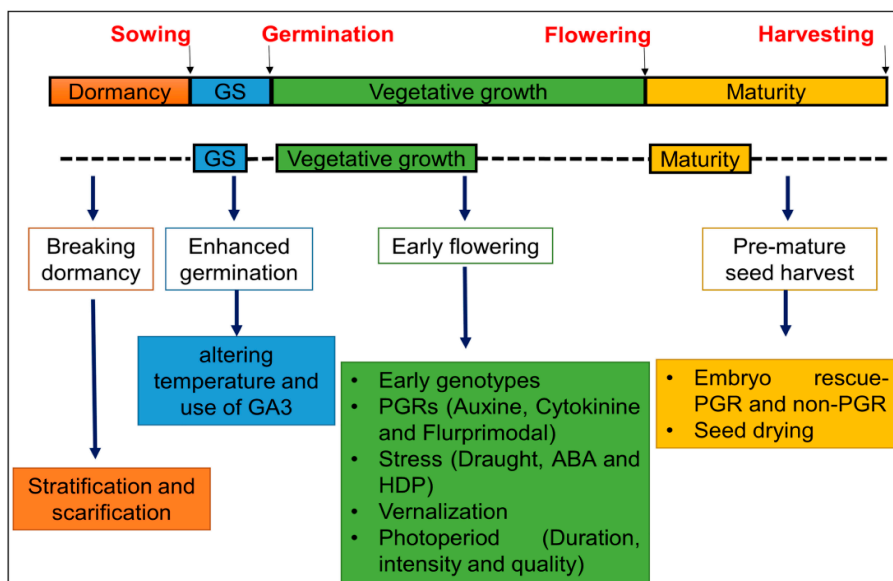 Sowing Germination Flowering Harvesting
Dormancy GS Vegetative growth Maturity
GS Vegetative growth Maturity
Breaking
dormancy
Enhanced
germination
Early flowering
Pre-mature
seed harvest
altering
temperature and
use of GA3
Stratification and
scarification
• Early genotypes
• PGRs (Auxine, Cytokinine
and Flurprimodal)
• Stress (Draught, ABA and
HDP)
• Vernalization
• Photoperiod (Duration,
intensity and quality)
• Embryo rescue-
PGR and non-PGR
• Seed drying